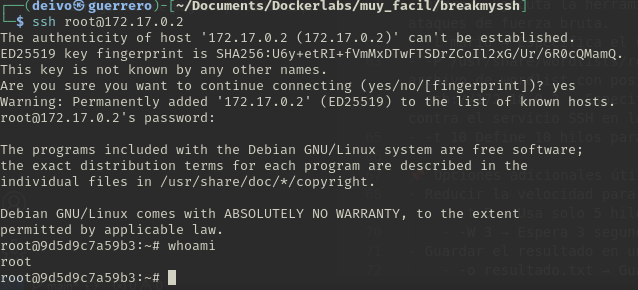 (deivo㉿guerrero)-[~/Documents/Dockerlabs/muy_facil/breakmyssh]
$ ssh root@172.17.0.2
The authenticity of host '172.17.0.2 (172.17.0.2)' can't be established.
ED25519 key fingerprint is SHA256:U6y+etRI+fVmMxDTwFTSDrZCoIl2xG/Ur/6R0cQMamQ.
This key is not known by any other names.
Are you sure you want to continue connecting (yes/no/[fingerprint])? yes
Warning: Permanently added '172.17.0.2' (ED25519) to the list of known hosts.
root@172.17.0.2's password:
The programs included with the Debian GNU/Linux system are free software;
the exact distribution terms for each program are described in the
individual files in /usr/share/doc/*/copyright.
Debian GNU/Linux comes with ABSOLUTELY NO WARRANTY, to the extent
permitted by applicable law.
root@9d5d9c7a59b3:~# whoami
root
root@9d5d9c7a59b3:~#